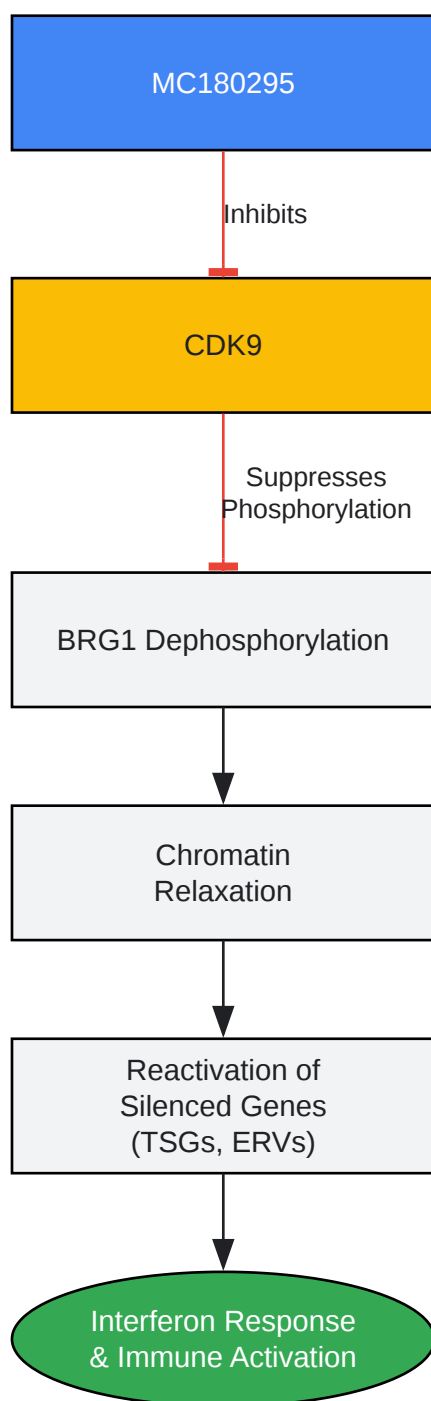 MC180295
Inhibits
CDK9
Suppresses
Phosphorylation
BRG1 Dephosphorylation
Chromatin
Relaxation
Reactivation of
Silenced Genes
(TSGs, ERVs)
Interferon Response
& Immune Activation